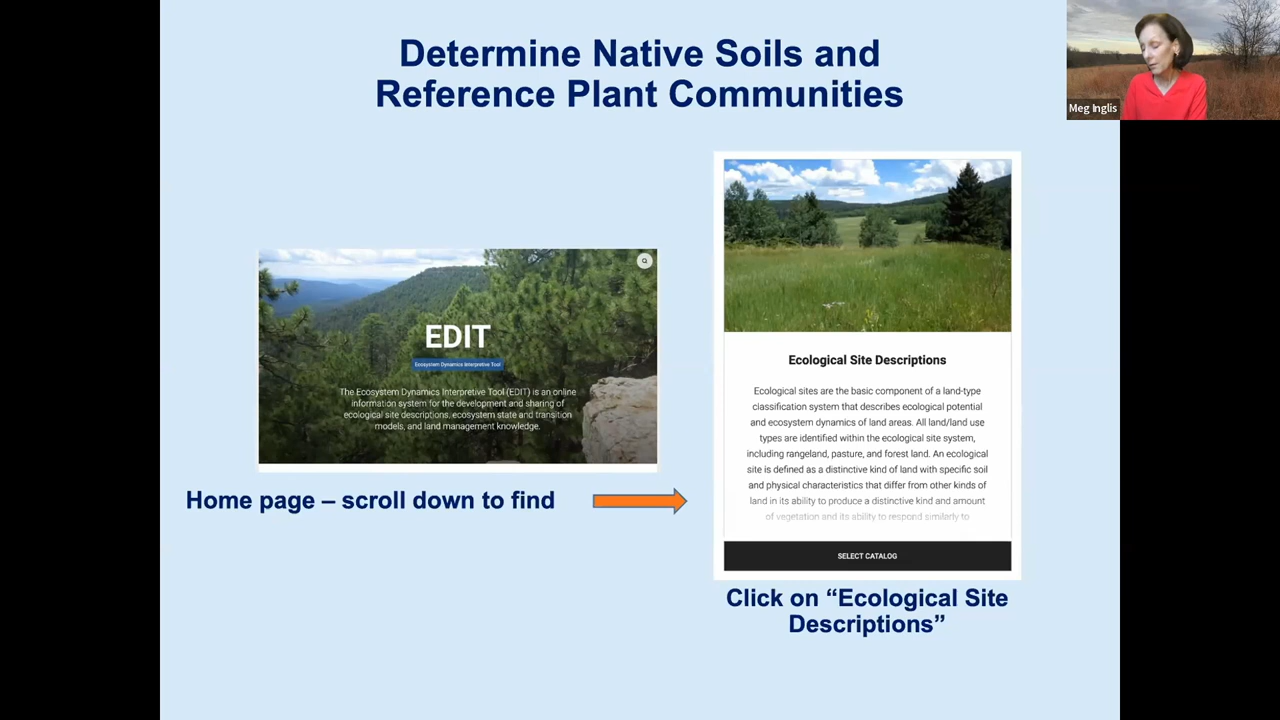 Determine Native Soils and
Reference Plant Communities
Meg Inglis
EDIT
Ecosystem Dynamics Interpretive Tool
The Ecosystem Dynamics Interpretive Tool (EDIT) is an online
information system for the development and sharing of
ecological site descriptions, ecosystem state and transition
models, and land management knowledge.
Home page – scroll down to find
Ecological Site Descriptions
Ecological sites are the basic component of a land-type
classification system that describes ecological potential
and ecosystem dynamics of land areas. All land/land use
types are identified within the ecological site system,
including rangeland, pasture, and forest land. An ecological
site is defined as a distinctive kind of land with specific soil
and physical characteristics that differ from other kinds of
land in its ability to produce a distinctive kind and amount
of vegetation and its ability to respond similarly to
SELECT CATALOG
Click on “Ecological Site
Descriptions”